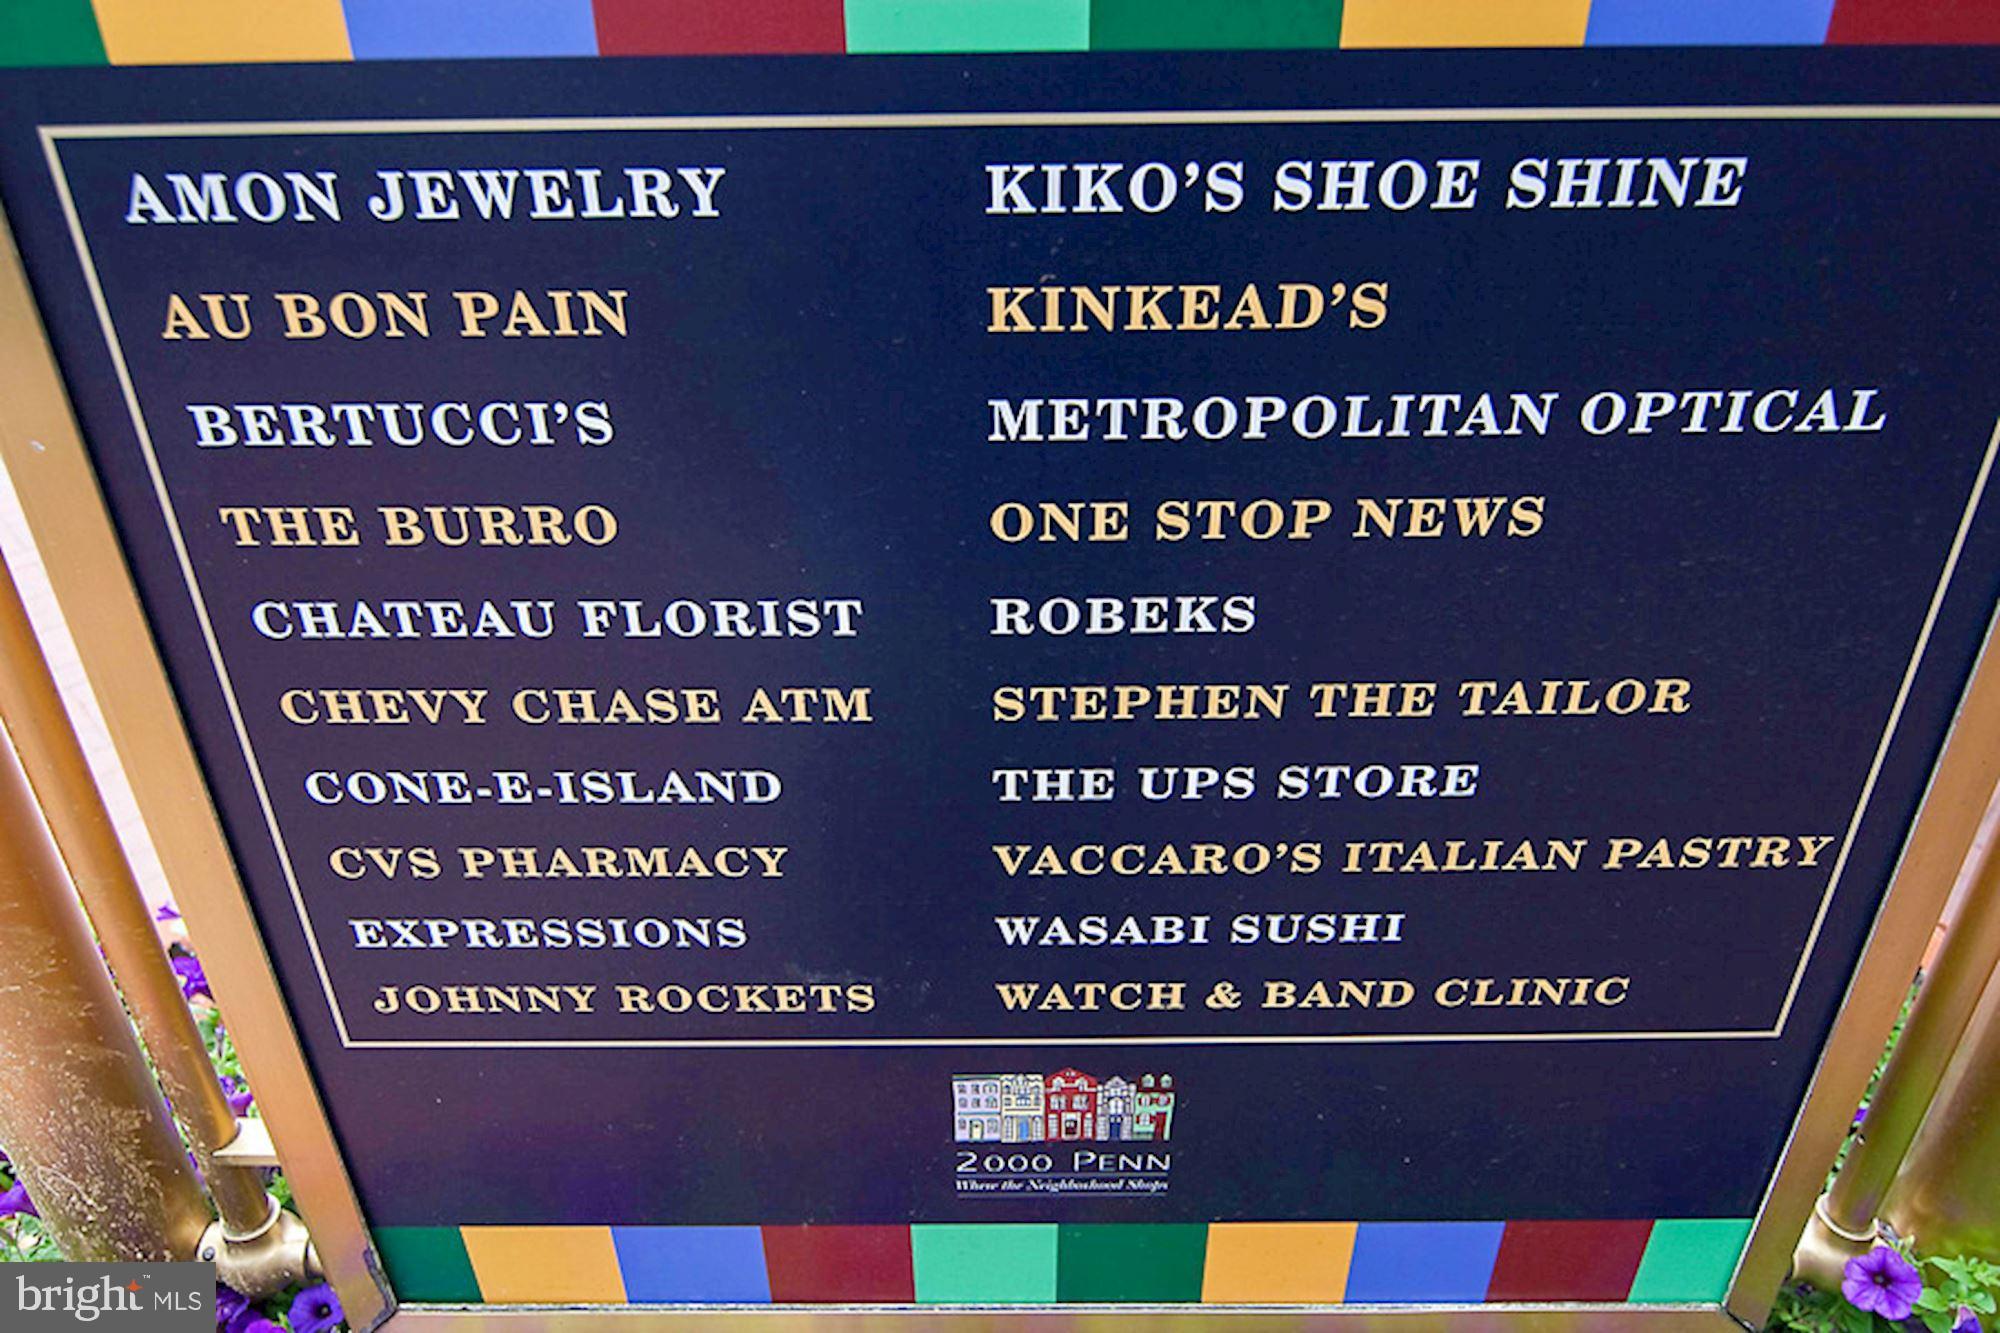 AMON JEWELRY
AU BON PAIN
BERTUCCI'S
THE BURRO
CHATEAU FLORIST
CHEVY CHASE ATM
CONE-E-ISLAND
CVS PHARMACY
EXPRESSIONS
JOHNNY ROCKETS
KIKO'S SHOE SHINE
KINKEAD'S
METROPOLITAN OPTICAL
ONE STOP NEWS
ROBEKS
STEPHEN THE TAILOR
THE UPS STORE
VACCARO'S ITALIAN PASTRY
WASABI SUSHI
WATCH & BAND CLINIC
2000 PENN
Where the Neighborhood Shops
bright™ MLS